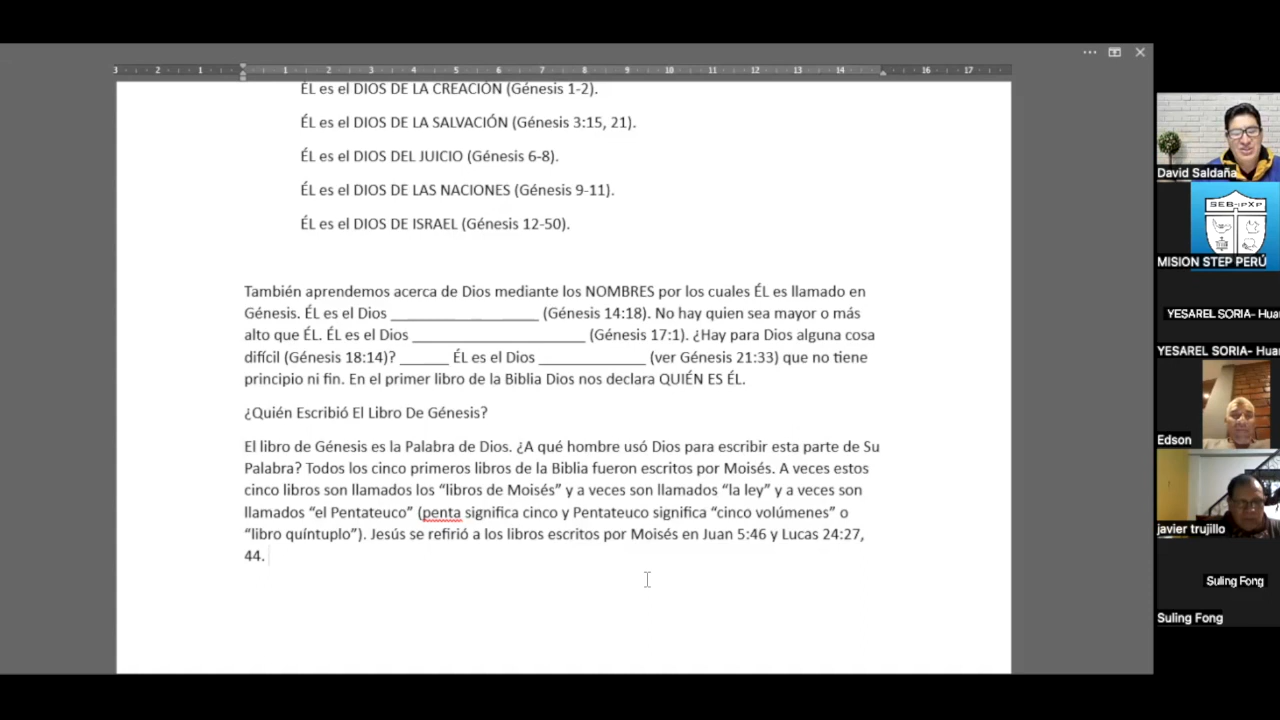 3 2 1 1 2 3 4 5 6 7 8 9 10 11 12 13 14 16 17
ÉL es el DIOS DE LA CREACIÓN (Génesis 1-2).
ÉL es el DIOS DE LA SALVACIÓN (Génesis 3:15, 21).
ÉL es el DIOS DEL JUICIO (Génesis 6-8).
ÉL es el DIOS DE LAS NACIONES (Génesis 9-11).
ÉL es el DIOS DE ISRAEL (Génesis 12-50).
También aprendemos acerca de Dios mediante los NOMBRES por los cuales ÉL es llamado en
Génesis. ÉL es el Dios __________________ (Génesis 14:18). No hay quien sea mayor o más
alto que ÉL. ÉL es el Dios _____________________ (Génesis 17:1). ¿Hay para Dios alguna cosa
difícil (Génesis 18:14)? ______ ÉL es el Dios _____________ (ver Génesis 21:33) que no tiene
principio ni fin. En el primer libro de la Biblia Dios nos declara QUIÉN ES ÉL.
¿Quién Escribió El Libro De Génesis?
El libro de Génesis es la Palabra de Dios. ¿A qué hombre usó Dios para escribir esta parte de Su
Palabra? Todos los cinco primeros libros de la Biblia fueron escritos por Moisés. A veces estos
cinco libros son llamados los “libros de Moisés” y a veces son llamados “la ley” y a veces son
llamados “el Pentateuco” (penta significa cinco y Pentateuco significa “cinco volúmenes” o
“libro quíntuplo”). Jesús se refirió a los libros escritos por Moisés en Juan 5:46 y Lucas 24:27,
44.
David Saldaña
SEB-IPXP
MISION STEP PERÚ
YESAREL SORIA- Hua
YESAREL SORIA- Huar
Edson
javier trujillo
Suling Fong
Suling Fong